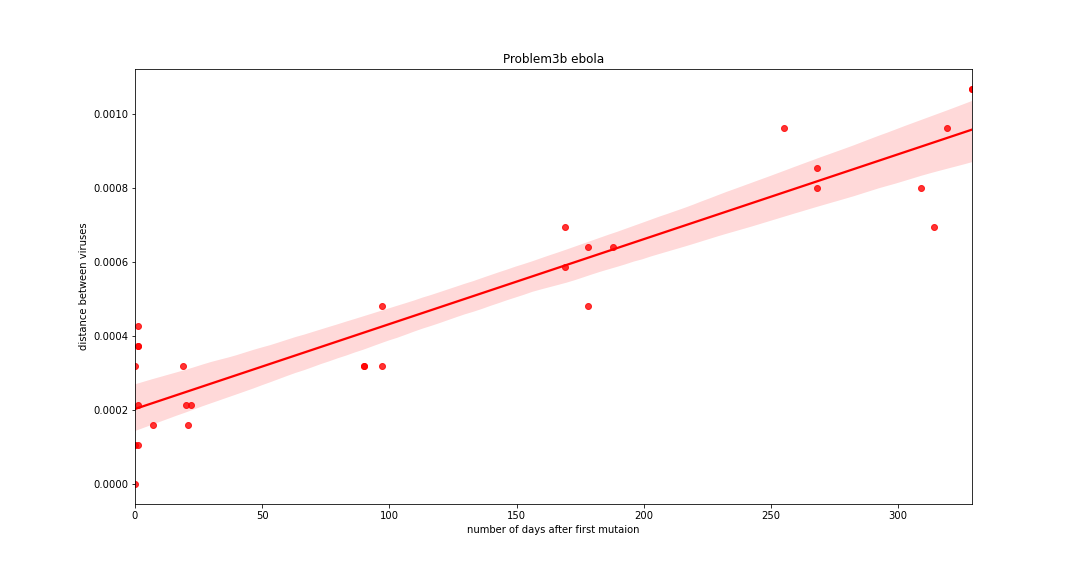 Problem3b ebola
0.0010
0.0008
0.0006
0.0004
0.0002
0.0000
distance between viruses
0 50 100 150 200 250 300
number of days after first mutaion